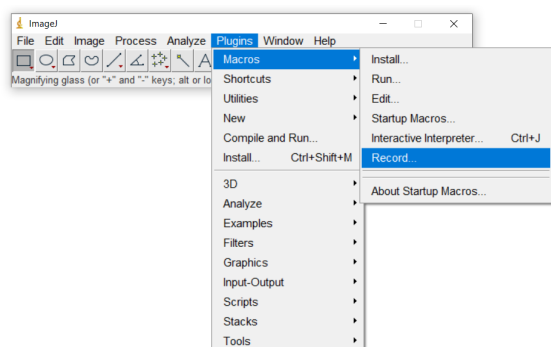 ImageJ
File Edit Image Process Analyze Plugins Window Help
A
Magnifying glass (or "+" and "-" keys; alt or lo
Macros
Shortcuts
Utilities
New
Compile and Run...
Install... Ctrl+Shift+M
3D
Analyze
Examples
Filters
Graphics
Input-Output
Scripts
Stacks
Tools
Install...
Run...
Edit...
Startup Macros...
Interactive Interpreter... Ctrl+J
Record...
About Startup Macros...